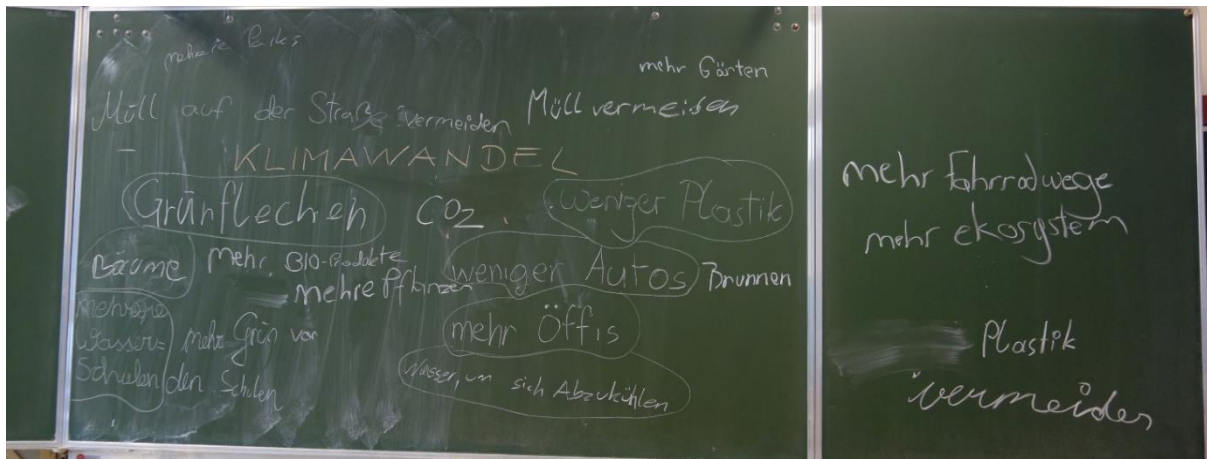 mehrere Parks
mehr Gärten
Müll auf der Straße vermeiden
Müll vermeiden
KLIMAWANDEL
Grünflechen
CO2
weniger Plastik
Bäume
mehr BIO-Produkte
mehre Pflanzen
weniger Autos
Brunnen
mehrere
Wasser=
Schulen
mehr Grün vor
den Schulen
mehr Öffis
Wasser, um sich Abzukühlen
mehr Fahrradwege
mehr ekosystem
Plastik
vermeiden